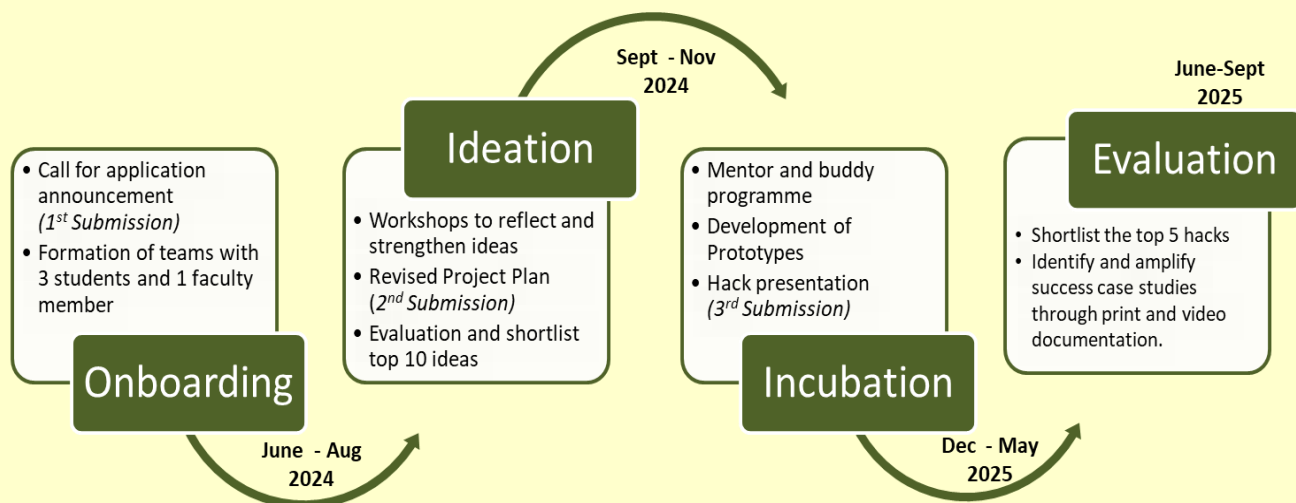 Onboarding
• Call for application
announcement
(1st Submission)
• Formation of teams with
3 students and 1 faculty
member
June - Aug
2024
Ideation
• Workshops to reflect and
strengthen ideas
• Revised Project Plan
(2nd Submission)
• Evaluation and shortlist
top 10 ideas
Sept - Nov
2024
Incubation
• Mentor and buddy
programme
• Development of
Prototypes
• Hack presentation
(3rd Submission)
Dec - May
2025
Evaluation
• Shortlist the top 5 hacks
• Identify and amplify
success case studies
through print and video
documentation.
June-Sept
2025